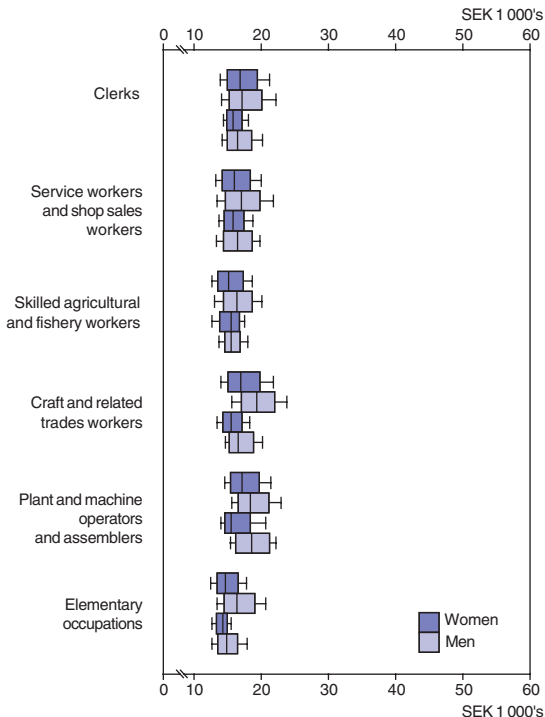 SEK 1 000's
0 10 20 30 40 50 60
Clerks
Service workers
and shop sales
workers
Skilled agricultural
and fishery workers
Craft and related
trades workers
Plant and machine
operators
and assemblers
Elementary
occupations
Women
Men
0 10 20 30 40 50 60
SEK 1 000's